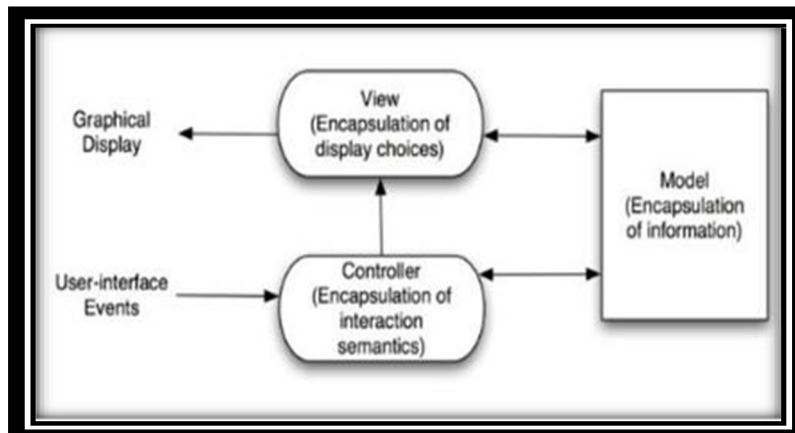 View
(Encapsulation of
display choices)
Graphical
Display
Model
(Encapsulation
of information)
Controller
(Encapsulation of
interaction
semantics)
User-interface
Events